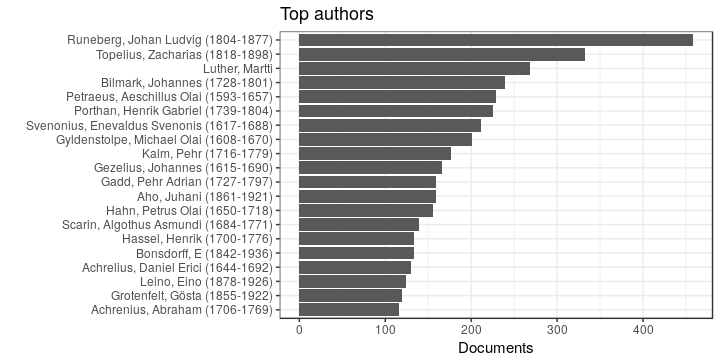 Top authors
Runeberg, Johan Ludvig (1804-1877)
Topelius, Zacharias (1818-1898)
Luther, Martti
Bilmark, Johannes (1728-1801)
Petraeus, Aeschillus Olai (1593-1657)
Porthan, Henrik Gabriel (1739-1804)
Svenonius, Enevaldus Svenonis (1617-1688)
Gyldenstolpe, Michael Olai (1608-1670)
Kalm, Pehr (1716-1779)
Gezelius, Johannes (1615-1690)
Gadd, Pehr Adrian (1727-1797)
Aho, Juhani (1861-1921)
Hahn, Petrus Olai (1650-1718)
Scarin, Algothus Asmundi (1684-1771)
Hassel, Henrik (1700-1776)
Bonsdorff, E (1842-1936)
Achrelius, Daniel Erici (1644-1692)
Leino, Eino (1878-1926)
Grotenfelt, Gösta (1855-1922)
Achrenius, Abraham (1706-1769)
0 100 200 300 400
Documents